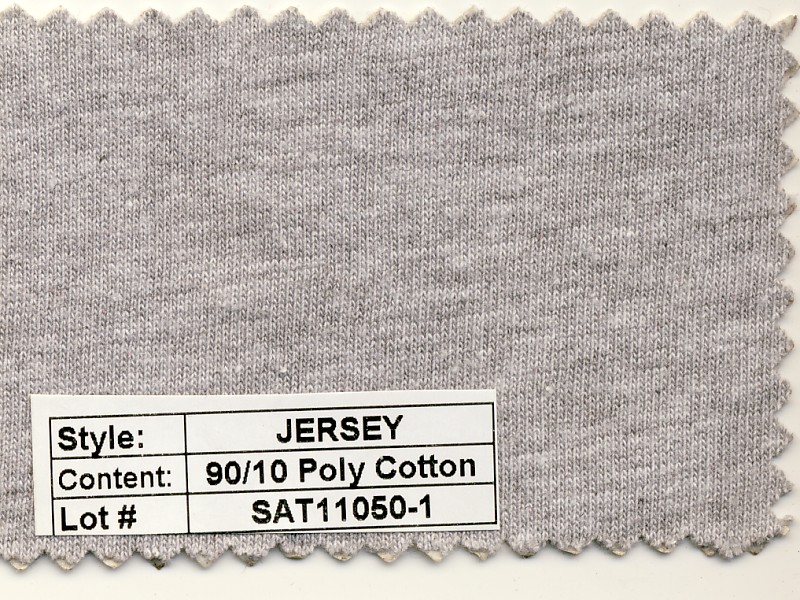 Style: JERSEY
Content: 90/10 Poly Cotton
Lot # SAT11050-1